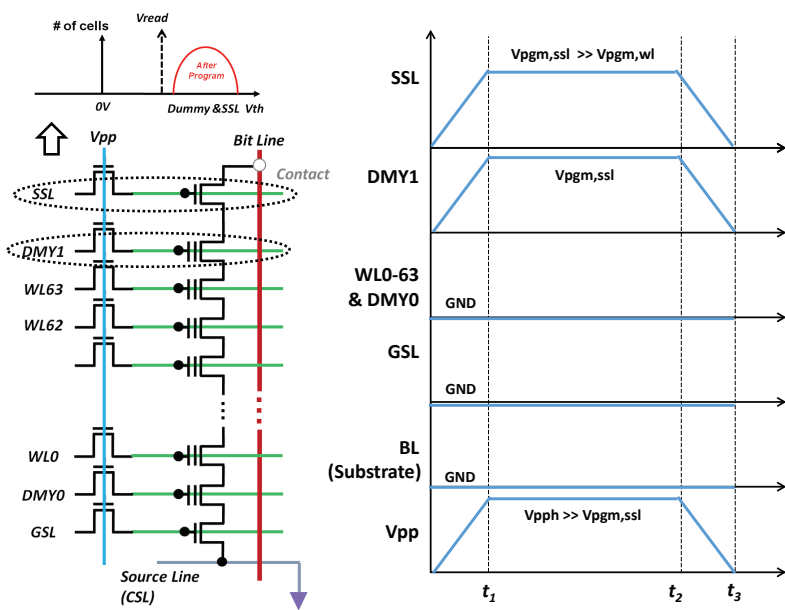 # of cells
Vread
After
Program
0V
Dummy &SSL Vth
Vpp
Bit Line
Contact
SSL
DMY1
WL63
WL62
WL0
DMY0
GSL
Source Line
(CSL)
SSL
Vpgm,ssl >> Vpgm,wl
DMY1
Vpgm,ssl
WL0-63
& DMY0
GND
GSL
GND
BL
(Substrate)
GND
Vpp
Vpph >> Vpgm,ssl
t1
t2
t3